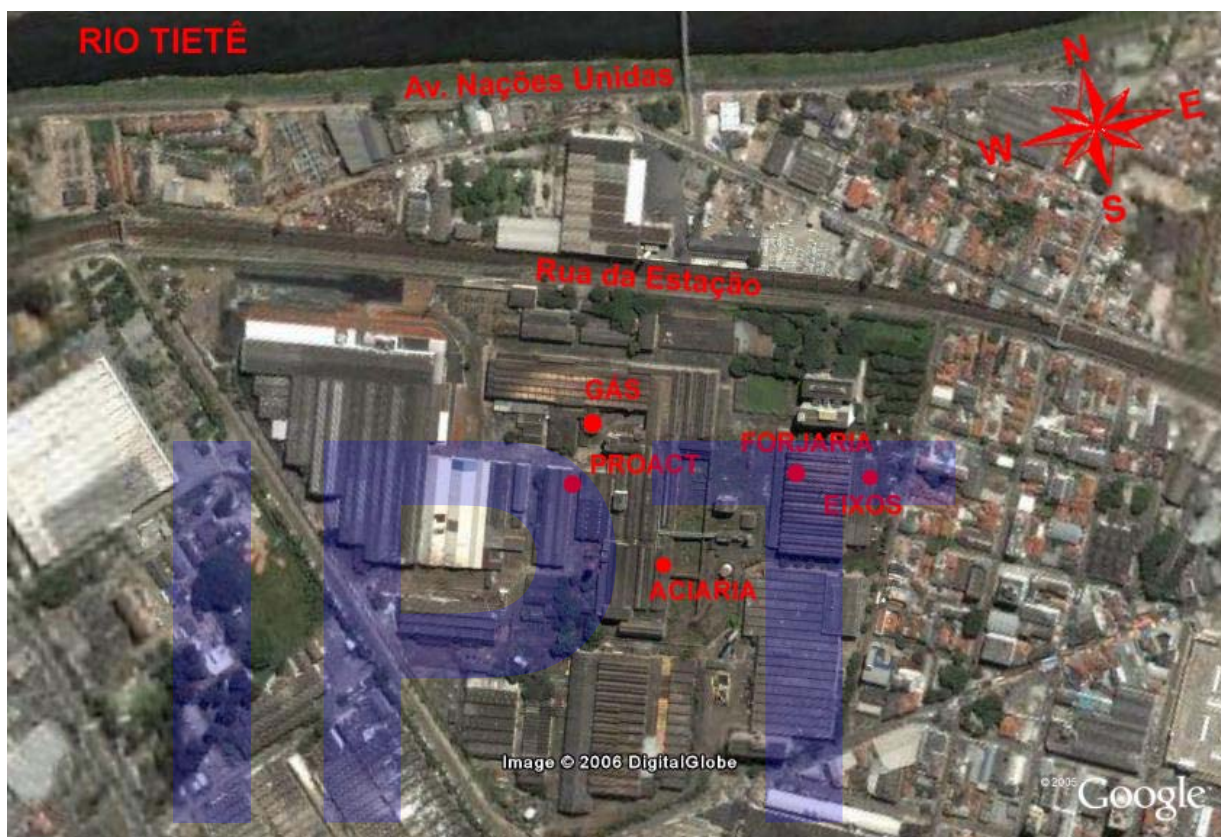 RIO TIETÊ
Av. Nações Unidas
N
W
E
S
Rua da Estação
GÁS
PROACT
FORJARIA
EIXOS
ACIARIA
IPT
Image © 2006 DigitalGlobe
© 2005 Google